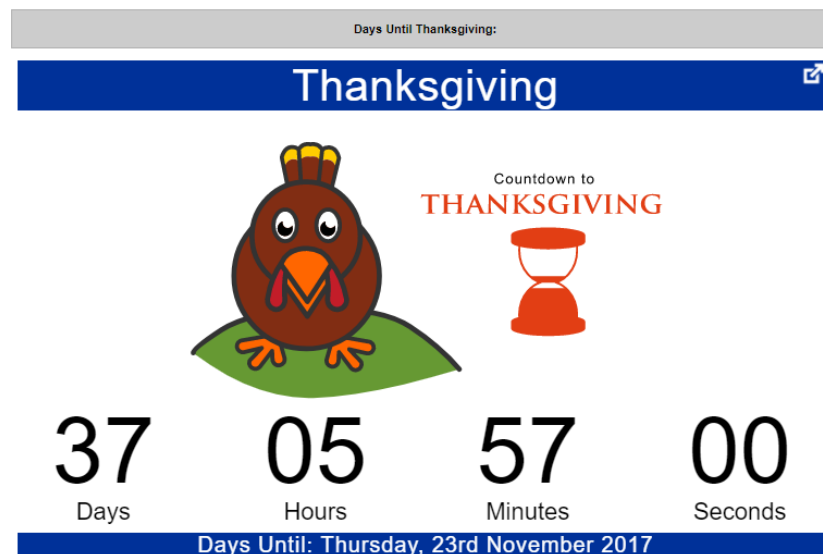 Days Until Thanksgiving:
Thanksgiving
Countdown to
THANKSGIVING
37 05 57 00
Days Hours Minutes Seconds
Days Until: Thursday, 23rd November 2017